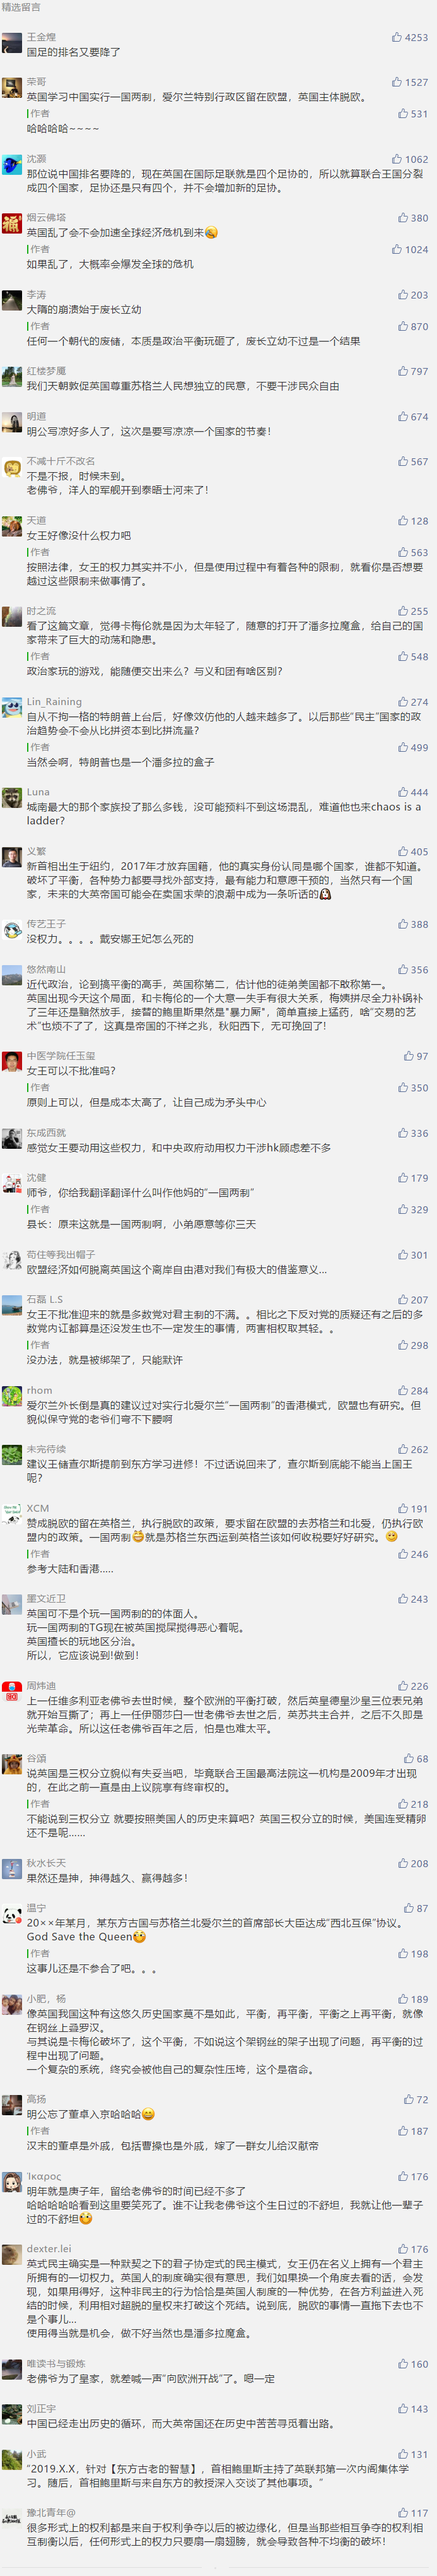 精选留言
王金煌
4253
国足的排名又要降了
荣哥
1527
英国学习中国实行一国两制，爱尔兰特别行政区留在欧盟，英国主体脱欧。
作者
531
哈哈哈哈~~~~
沈灏
1062
那位说中国排名要降的，现在英国在国际足联就是四个足协的，所以就算联合王国分裂
成四个国家，足协还是只有四个，并不会增加新的足协。
烟云佛塔
380
英国乱了会不会加速全球经济危机到来
作者
1024
如果乱了，大概率会爆发全球的危机
李涛
203
大隋的崩溃始于废长立幼
作者
870
任何一个朝代的废储，本质是政治平衡玩砸了，废长立幼不过是一个结果
红楼梦魇
797
我们天朝敦促英国尊重苏格兰人民想独立的民意，不要干涉民众自由
明道
674
明公写凉好多人了，这次是要写凉凉一个国家的节奏！
不减十斤不改名
567
不是不报，时候未到。
老佛爷，洋人的军舰开到泰晤士河来了！
天道
128
女王好像没什么权力吧
作者
563
按照法律，女王的权力其实并不小，但是使用过程中有着各种的限制，就看你是否想要
越过这些限制来做事情了。
时之流
255
看了这篇文章，觉得卡梅伦就是因为太年轻了，随意的打开了潘多拉魔盒，给自己的国
家带来了巨大的动荡和隐患。
作者
548
政治家玩的游戏，能随便交出来么？与义和团有啥区别？
Lin_Raining
274
自从不拘一格的特朗普上台后，好像效仿他的人越来越多了。以后那些"民主"国家的政
治趋势会不会从比拼资本到比拼流量？
作者
499
当然会啊，特朗普也是一个潘多拉的盒子
Luna
444
城南最大的那个家族投了那么多钱，没可能预料不到这场混乱，难道他也来chaos is a
ladder？
义繁
405
新首相出生于纽约，2017年才放弃国籍，他的真实身份认同是哪个国家，谁都不知道。
破坏了平衡，各种势力都要寻找外部支持，最有能力和意愿干预的，当然只有一个国
家，未来的大英帝国可能会在卖国求荣的浪潮中成为一条听话的
传艺王子
388
没权力。。。。戴安娜王妃怎么死的
悠然南山
356
近代政治，论到搞平衡的高手，英国称第二，估计他的徒弟美国都不敢称第一。
英国出现今天这个局面，和卡梅伦的一个大意一失手有很大关系，梅姨拼尽全力补锅补
了三年还是黯然放手，接替的鲍里斯果然是"暴力厮"，简单直接上猛药，啥"交易的艺
术"也烦不了了，这真是帝国的不祥之兆，秋阳西下，无可挽回了!
中医学院任玉玺
97
女王可以不批准吗？
作者
350
原则上可以，但是成本太高了，让自己成为矛头中心
东成西就
336
感觉女王要动用这些权力，和中央政府动用权力干涉hk顾虑差不多
沈健
179
师爷，你给我翻译翻译什么叫作他妈的"一国两制"
作者
329
县长：原来这就是一国两制啊，小弟愿意等你三天
苟住等我出帽子
301
欧盟经济如何脱离英国这个离岸自由港对我们有极大的借鉴意义...
石磊 L.S
207
女王不批准迎来的就是多数党对君主制的不满。。相比之下反对党的质疑还有之后的多
数党内讧都算是还没发生也不一定发生的事情，两害相权取其轻。。
作者
298
没办法，就是被绑架了，只能默许
rhom
284
爱尔兰外长倒是真的建议过对实行北爱尔兰"一国两制"的香港模式，欧盟也有研究。但
貌似保守党的老爷们弯不下腰啊
未完待续
262
建议王储查尔斯提前到东方学习进修！不过话说回来了，查尔斯到底能不能当上国王
呢？
XCM
191
赞成脱欧的留在英格兰，执行脱欧的政策，要求留在欧盟的去苏格兰和北爱，仍执行欧
盟内的政策。一国两制就是苏格兰东西运到英格兰该如何收税要好好研究。
作者
246
参考大陆和香港.....
墨文近卫
243
英国可不是个玩一国两制的的体面人。
玩一国两制的TG现在被英国搅屎搅得恶心着呢。
英国擅长的玩地区分治。
所以，它应该说到!做到！
周炜迪
226
上一任维多利亚老佛爷去世时候，整个欧洲的平衡打破，然后英皇德皇沙皇三位表兄弟
就开始互撕了；再上一任伊丽莎白一世老佛爷去世之后，英苏共主合并，之后不久即是
光荣革命。所以这任老佛爷百年之后，怕是也难太平。
谷頌
68
说英国是三权分立貌似有失妥当吧，毕竟联合王国最高法院这一机构是2009年才出现
的，在此之前一直是由上议院享有终审权的。
作者
218
不能说到三权分立 就要按照美国人的历史来算吧？英国三权分立的时候，美国连受精卵
还不是呢......
秋水长天
208
果然还是抻，抻得越久、赢得越多！
温宁
87
20××年某月，某东方古国与苏格兰北爱尔兰的首席部长大臣达成"西北互保"协议。
God Save the Queen
作者
198
这事儿还是不参合了吧。。。
小肥，杨
189
像英国我国这种有这悠久历史国家莫不是如此，平衡，再平衡，平衡之上再平衡，就像
在钢丝上叠罗汉。
与其说是卡梅伦破坏了，这个平衡，不如说这个架钢丝的架子出现了问题，再平衡的过
程中出现了问题。
一个复杂的系统，终究会被他自己的复杂性压垮，这个是宿命。
高扬
72
明公忘了董卓入京哈哈哈
作者
187
汉末的董卓是外戚，包括曹操也是外戚，嫁了一群女儿给汉献帝
Ἴκαρος
176
明年就是庚子年，留给老佛爷的时间已经不多了
哈哈哈哈哈看到这里要笑死了。谁不让我老佛爷这个生日过的不舒坦，我就让他一辈子
过的不舒坦
dexter.lei
176
英式民主确实是一种默契之下的君子协定式的民主模式，女王仍在名义上拥有一个君主
所拥有的一切权力。英国人的制度确实很有意思，我们如果换一个角度去看的话，会发
现，如果用得好，这种非民主的行为恰恰是英国人制度的一种优势，在各方利益进入死
结的时候，利用相对超脱的皇权来打破这个死结。说到底，脱欧的事情一直拖下去也不
是个事儿...
使用得当就是机会，做不好当然也是潘多拉魔盒。
唯读书与锻炼
160
老佛爷为了皇家，就差喊一声"向欧洲开战"了。嗯一定
刘正宇
143
中国已经走出历史的循环，而大英帝国还在历史中苦苦寻觅着出路。
小武
131
"2019.X.X，针对【东方古老的智慧】，首相鲍里斯主持了英联邦第一次内阁集体学
习。随后，首相鲍里斯与来自东方的教授深入交谈了其他事项。"
豫北青年@
117
很多形式上的权利都是来自于权利争夺以后的被边缘化，但是当那些相互争夺的权利相
互制衡以后，任何形式上的权力只要扇一扇翅膀，就会导致各种不均衡的破坏！